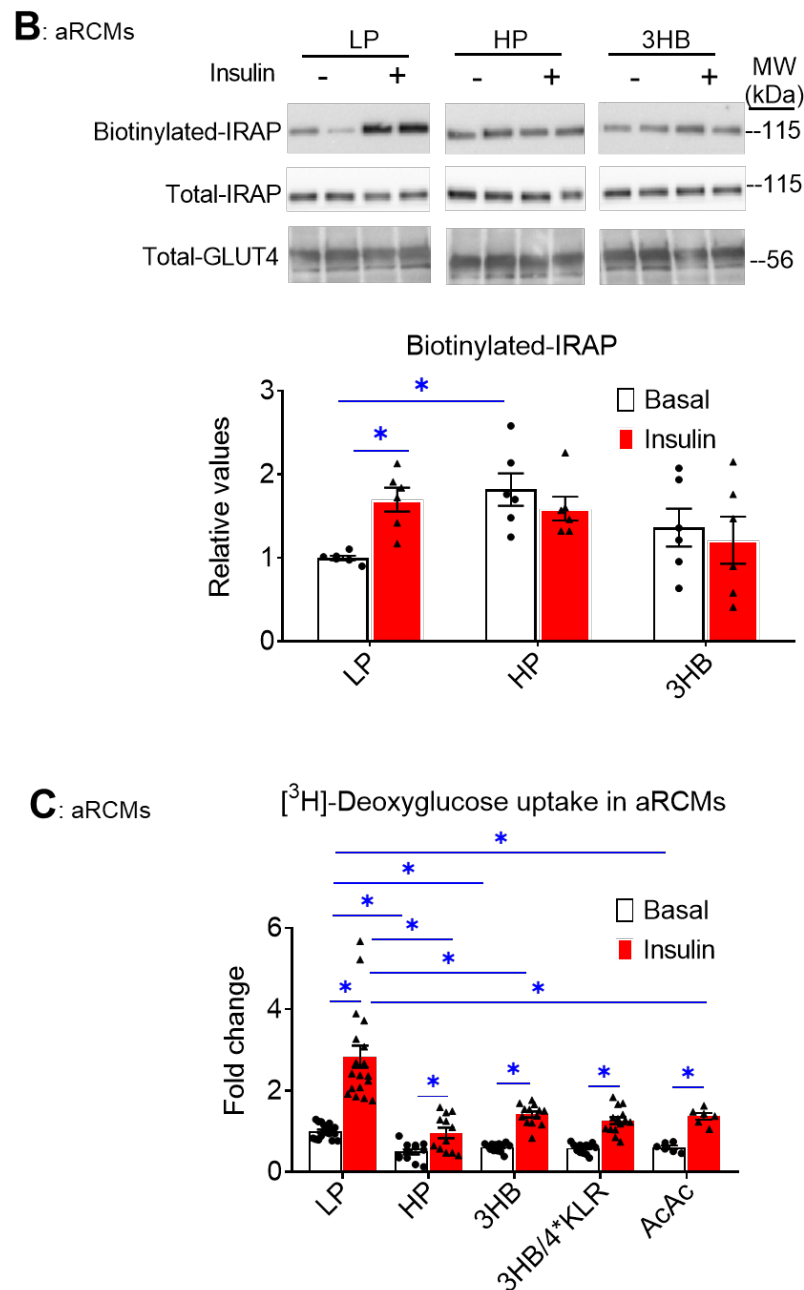 B: aRCMs
LP HP 3HB
Insulin - + - + - + MW
(kDa)
Biotinylated-IRAP --115
Total-IRAP --115
Total-GLUT4 --56
Biotinylated-IRAP
* *
Basal
Insulin
Relative values
3
2
1
0
LP HP 3HB
C: aRCMs
[³H]-Deoxyglucose uptake in aRCMs
* * * * * * * * * * *
Basal
Insulin
Fold change
6
4
2
0
LP HP 3HB 3HB/4*KLR AcAc